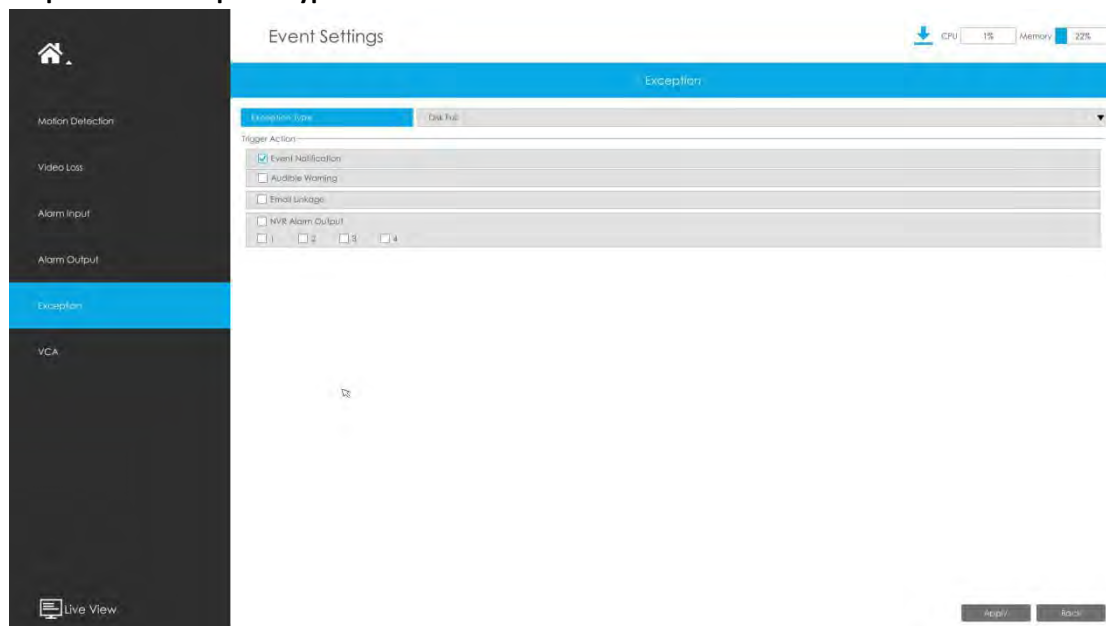 Event Settings
CPU 1% Memory 22%
Exception
Motion Detection
Video Loss
Alarm Input
Alarm Output
Exception
VCA
Exception Type Disk Full
Trigger Action
Event Notification
Audible Warning
Email Linkage
NVR Alarm Output
1 2 3 4
Live View
Apply Back